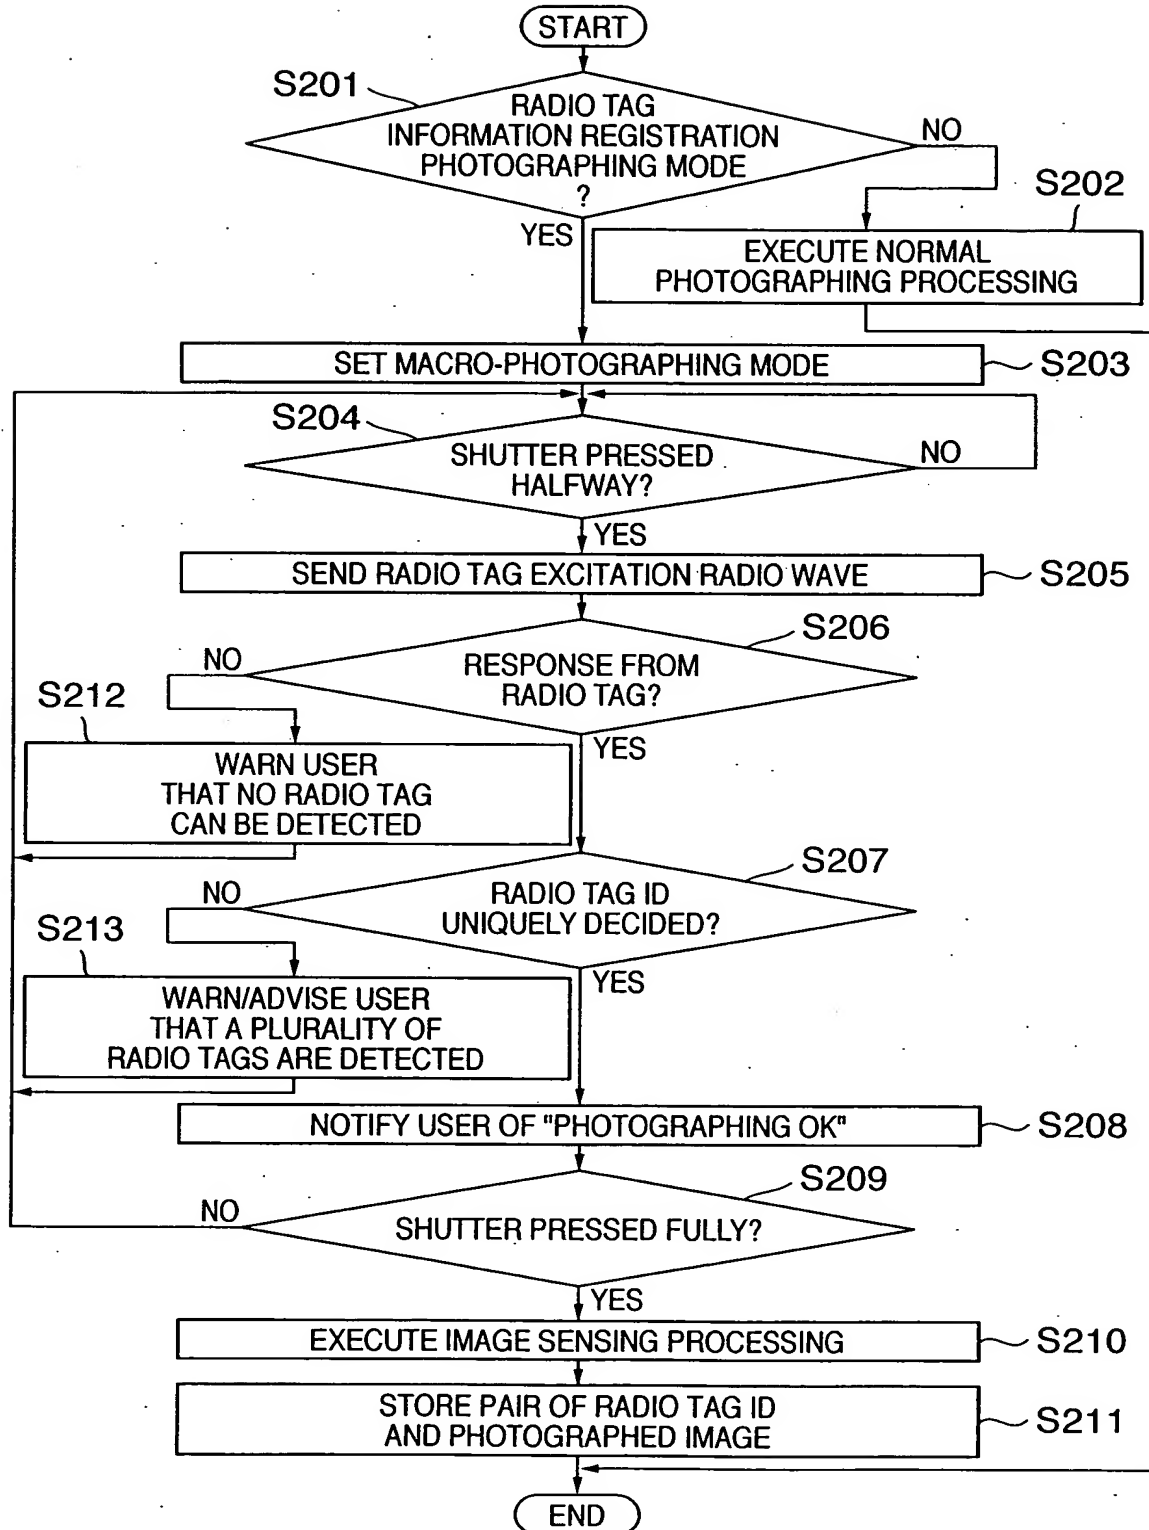 START
S201
RADIO TAG
INFORMATION REGISTRATION
PHOTOGRAPHING MODE
?
NO
YES
S202
EXECUTE NORMAL
PHOTOGRAPHING PROCESSING
SET MACRO-PHOTOGRAPHING MODE
S203
S204
SHUTTER PRESSED
HALFWAY?
NO
YES
SEND RADIO TAG EXCITATION RADIO WAVE
S205
S206
RESPONSE FROM
RADIO TAG?
NO
YES
S212
WARN USER
THAT NO RADIO TAG
CAN BE DETECTED
S207
RADIO TAG ID
UNIQUELY DECIDED?
NO
YES
S213
WARN/ADVISE USER
THAT A PLURALITY OF
RADIO TAGS ARE DETECTED
NOTIFY USER OF "PHOTOGRAPHING OK"
S208
S209
SHUTTER PRESSED FULLY?
NO
YES
EXECUTE IMAGE SENSING PROCESSING
S210
STORE PAIR OF RADIO TAG ID
AND PHOTOGRAPHED IMAGE
S211
END